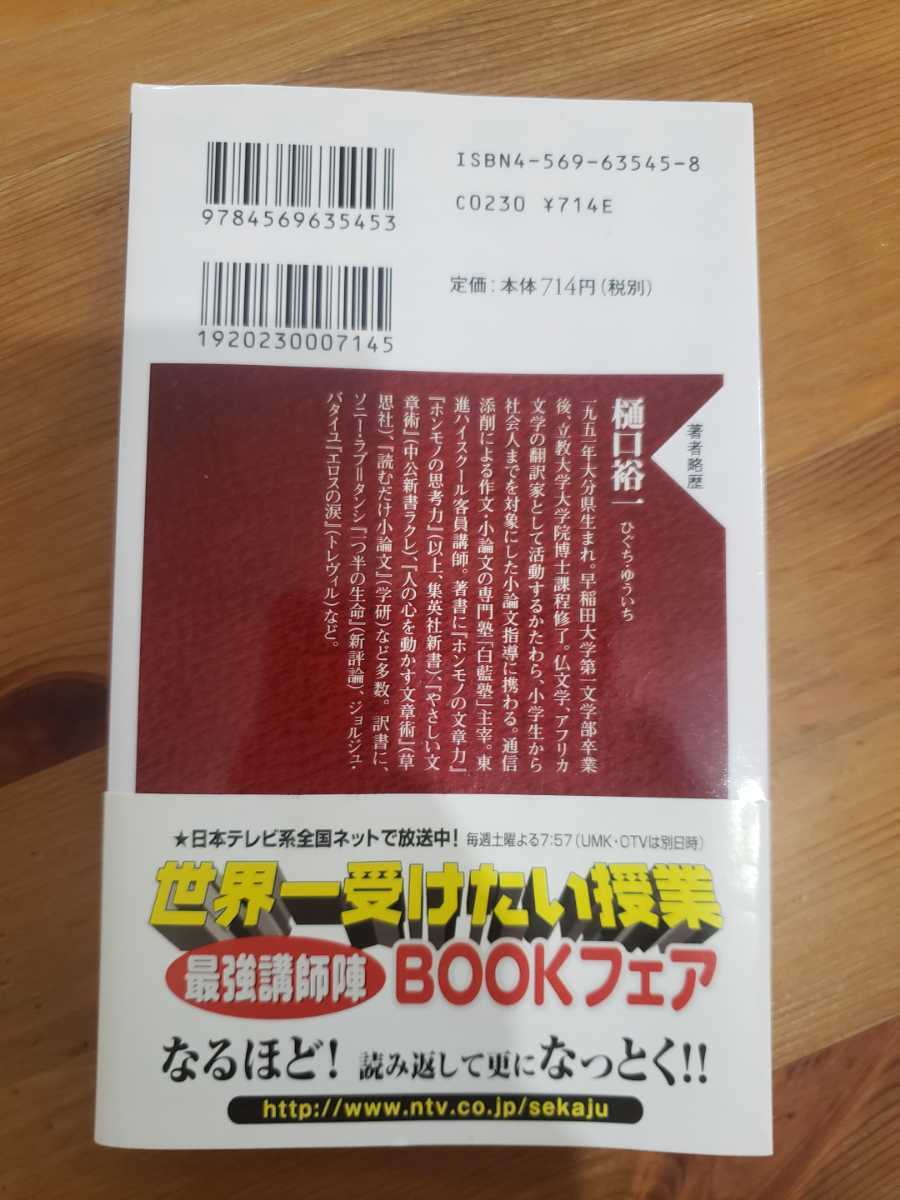 ISBN4-569-63545-8
C0230 ¥714E
9784569635453
定価：本体714円（税別）
1920230007145
著者略歴
樋口裕一 ひぐち・ゆういち
一九五一年大分県生まれ。早稲田大学第一文学部卒業
後、立教大学大学院博士課程修了。仏文学、アフリカ
文学の翻訳家として活動するかたわら、小学生から
社会人までを対象にした小論文指導に携わる。通信
添削による作文・小論文の専門塾「白藍塾」主宰。東
進ハイスクール客員講師。著書に『ホンモノの文章力』
『ホンモノの思考力』（以上、集英社新書）、『やさしい文
章術』（中公新書ラクレ）、『人の心を動かす文章術』（草
思社）、『読むだけ小論文』（学研）など多数。訳書に、
ソニー・ラブ＝タンシ『一つ半の生命』（新評論）、ジョルジュ・
バタイユ『エロスの涙』（トレヴィル）など。
★日本テレビ系全国ネットで放送中！ 毎週土曜よる7:57（UMK・OTVは別日時）
世界一受けたい授業
最強講師陣 BOOKフェア
なるほど！ 読み返して更になっとく!!
http://www.ntv.co.jp/sekaju